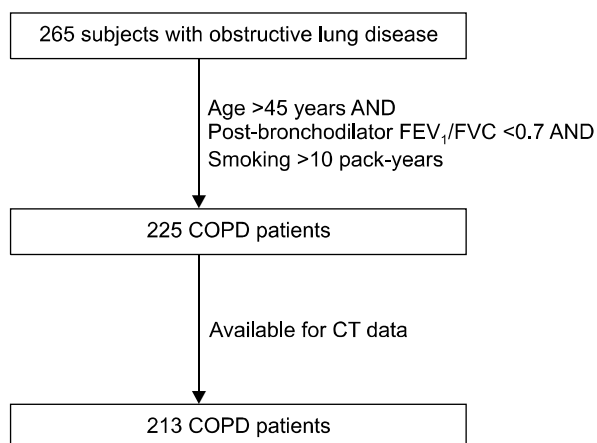 265 subjects with obstructive lung disease
Age >45 years AND
Post-bronchodilator FEV₁/FVC <0.7 AND
Smoking >10 pack-years
225 COPD patients
Available for CT data
213 COPD patients